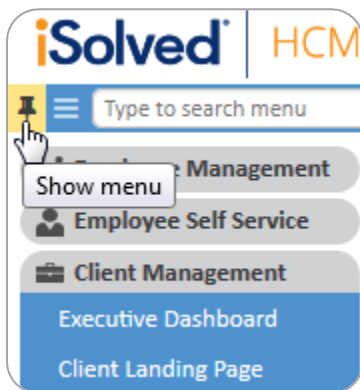 iSolved HCM
Type to search menu
Employee Management
Show menu
Employee Self Service
Client Management
Executive Dashboard
Client Landing Page